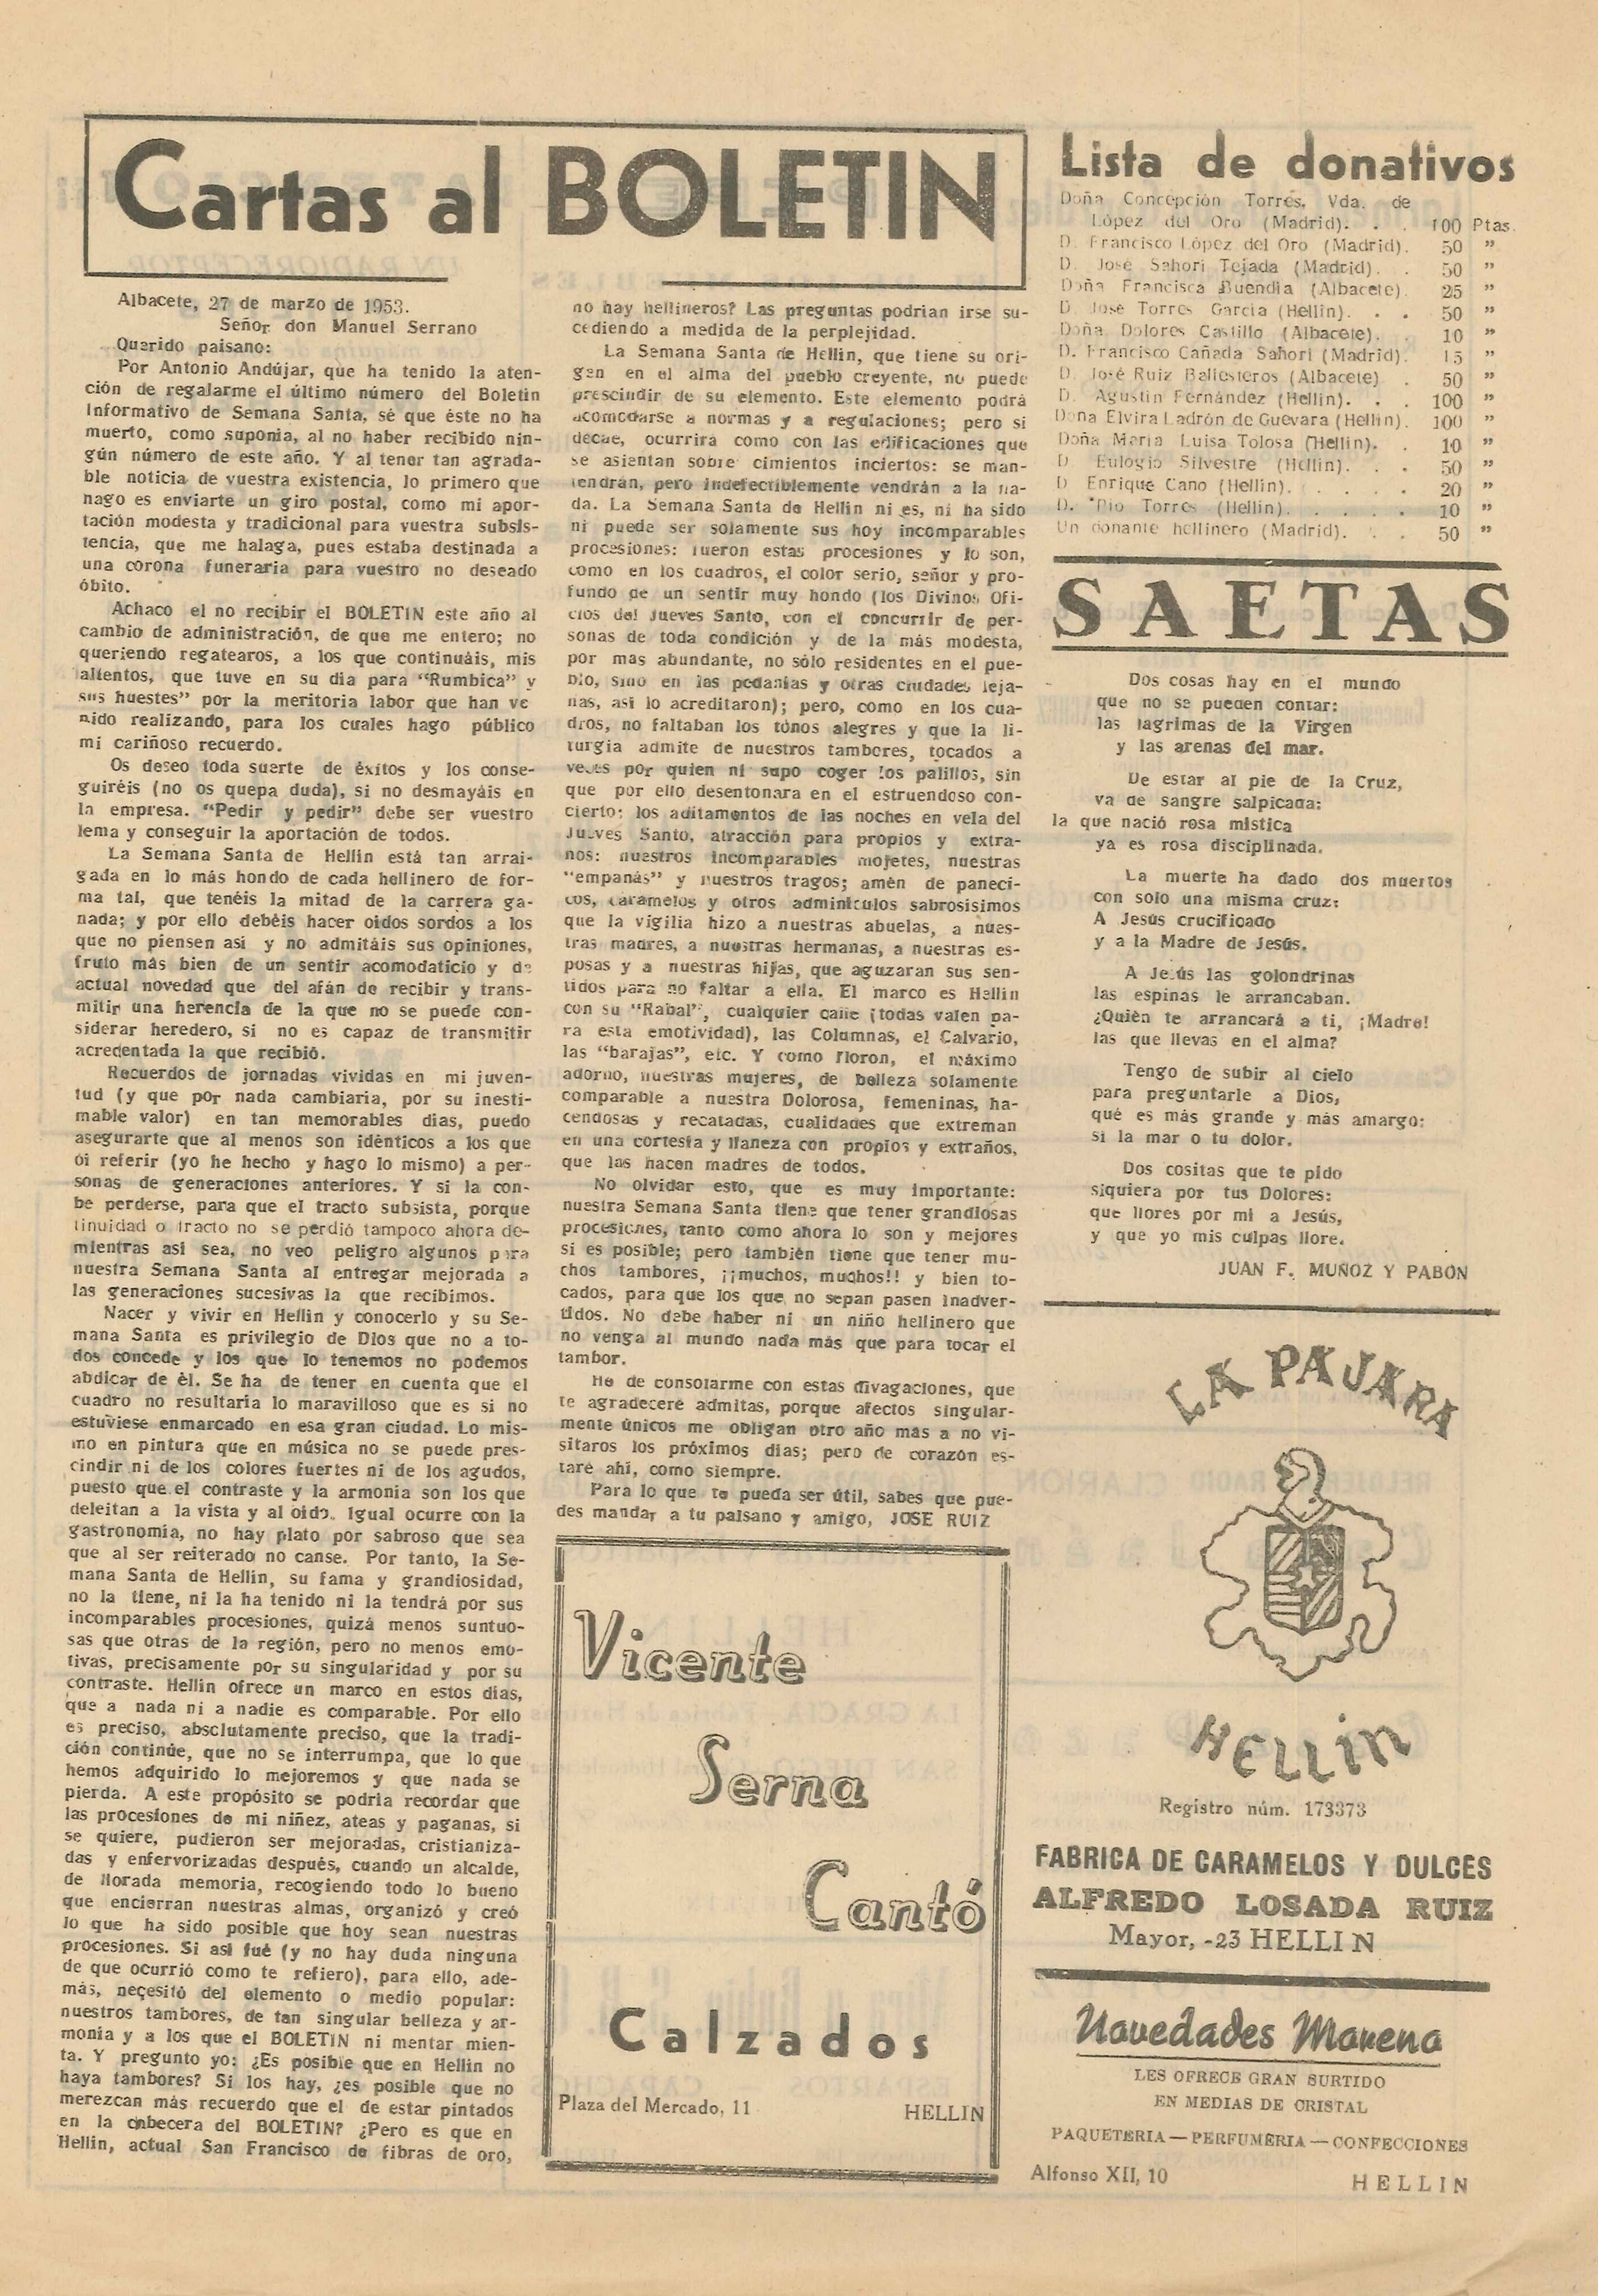 Cartas al BOLETIN
Albacete, 27 de marzo de 1953.
Señor don Manuel Serrano
Querido paisano:
Por Antonio Andújar, que ha tenido la aten-
ción de regalarme el último número del Boletín
Informativo de Semana Santa, sé que éste no ha
muerto, como suponía, al no haber recibido nin-
gún número de este año. Y al tener tan agrada-
ble noticia de vuestra existencia, lo primero que
hago es enviarte un giro postal, como mi apor-
tación modesta y tradicional para vuestra subsis-
tencia, que me halaga, pues estaba destinada a
una corona funeraria para vuestro no deseado
óbito.
Achaco el no recibir el BOLETIN este año al
cambio de administración, de que me entero; no
queriendo regatearos, a los que continuáis, mis
alientos, que tuve en su día para "Rumbica" y
sus huestes" por la meritoria labor que han ve
nido realizando, para los cuales hago público
mi cariñoso recuerdo.
Os deseo toda suerte de éxitos y los conse-
guiréis (no os quepa duda), si no desmayáis en
la empresa. "Pedir y pedir" debe ser vuestro
lema y conseguir la aportación de todos.
La Semana Santa de Hellín está tan arrai-
gada en lo más hondo de cada hellinero de for-
ma tal, que tenéis la mitad de la carrera ga-
nada; y por ello debéis hacer oídos sordos a los
que no piensen así y no admitáis sus opiniones,
fruto más bien de un sentir acomodaticio y de
actual novedad que del afán de recibir y trans-
mitir una herencia de la que no se puede con-
siderar heredero, si no es capaz de transmitir
acredentada la que recibió.
Recuerdos de jornadas vividas en mi juven-
tud (y que por nada cambiaría, por su inesti-
mable valor) en tan memorables días, puedo
asegurarte que al menos son idénticos a los que
oí referir (yo he hecho y hago lo mismo) a per-
sonas de generaciones anteriores. Y si la con-
be perderse, para que el tracto subsista, porque
tinuidad o tracto no se perdió tampoco ahora de-
mientras así sea, no veo peligro algunos para
nuestra Semana Santa al entregar mejorada a
las generaciones sucesivas la que recibimos.
Nacer y vivir en Hellín y conocerlo y su Se-
mana Santa es privilegio de Dios que no a to-
dos concede y los que lo tenemos no podemos
abdicar de él. Se ha de tener en cuenta que el
cuadro no resultaría lo maravilloso que es si no
estuviese enmarcado en esa gran ciudad. Lo mis-
mo en pintura que en música no se puede pres-
cindir ni de los colores fuertes ni de los agudos,
puesto que el contraste y la armonía son los que
deleitan a la vista y al oído. Igual ocurre con la
gastronomía, no hay plato por sabroso que sea
que al ser reiterado no canse. Por tanto, la Se-
mana Santa de Hellín, su fama y grandiosidad,
no la tiene, ni la ha tenido ni la tendrá por sus
incomparables procesiones, quizá menos suntuo-
sas que otras de la región, pero no menos emo-
tivas, precisamente por su singularidad y por su
contraste. Hellín ofrece un marco en estos días,
que a nada ni a nadie es comparable. Por ello
es preciso, absclutamente preciso, que la tradi-
ción continúe, que no se interrumpa, que lo que
hemos adquirido lo mejoremos y que nada se
pierda. A este propósito se podría recordar que
las procesiones de mi niñez, ateas y paganas, si
se quiere, pudieron ser mejoradas, cristianiza-
das y enfervorizadas después, cuando un alcalde,
de llorada memoria, recogiendo todo lo bueno
que encierran nuestras almas, organizó y creó
lo que ha sido posible que hoy sean nuestras
procesiones. Si así fué (y no hay duda ninguna
de que ocurrió como te refiero), para ello, ade-
más, necesitó del elemento o medio popular:
nuestros tambores, de tan singular belleza y ar-
monía y a los que el BOLETIN ni mentar mien-
ta. Y pregunto yo: ¿Es posible que en Hellín no
haya tambores? Si los hay, ¿es posible que no
merezcan más recuerdo que el de estar pintados
en la cabecera del BOLETIN? ¿Pero es que en
Hellín, actual San Francisco de fibras de oro,
no hay hellineros? Las preguntas podrían irse su-
cediendo a medida de la perplejidad.
La Semana Santa de Hellín, que tiene su ori-
gen en el alma del pueblo creyente, no puede
prescindir de su elemento. Este elemento podrá
acomodarse a normas y a regulaciones; pero si
decae, ocurrirá como con las edificaciones que
se asientan sobre cimientos inciertos: se man-
tendrán, pero indefectiblemente vendrán a la na-
da. La Semana Santa de Hellín ni es, ni ha sido
ni puede ser solamente sus hoy incomparables
procesiones: fueron estas procesiones y lo son,
como en los cuadros, el color serio, señor y pro-
fundo de un sentir muy hondo (los Divinos Ofi-
cios del Jueves Santo, con el concurrir de per-
sonas de toda condición y de la más modesta,
por mas abundante, no sólo residentes en el pue-
blo, sino en las pedanías y otras ciudades leja-
nas, así lo acreditaron); pero, como en los cua-
dros, no faltaban los tonos alegres y que la li-
turgia admite de nuestros tambores, tocados a
veces por quien ni supo coger los palillos, sin
que por ello desentonara en el estruendoso con-
cierto: los aditamentos de las noches en vela del
Jueves Santo, atracción para propios y extra-
ños: nuestros incomparables mojetes, nuestras
"empanás" y nuestros tragos; amén de paneci-
cos, caramelos y otros adminículos sabrosísimos
que la vigilia hizo a nuestras abuelas, a nues-
tras madres, a nuestras hermanas, a nuestras es-
posas y a nuestras hijas, que aguzaran sus sen-
tidos para no faltar a ella. El marco es Hellín
con su "Rabal", cualquier calle (todas valen pa-
ra esta emotividad), las Columnas, el Calvario,
las "barajas", etc. Y como floron, el máximo
adorno, nuestras mujeres, de belleza solamente
comparable a nuestra Dolorosa, femeninas, ha-
cendosas y recatadas, cualidades que extreman
en una cortesía y llaneza con propios y extraños,
que las hacen madres de todos.
No olvidar esto, que es muy importante:
nuestra Semana Santa tiene que tener grandiosas
procesiones, tanto como ahora lo son y mejores
si es posible; pero también tiene que tener mu-
chos tambores, ¡¡muchos, muchos!! y bien to-
cados, para que los que no sepan pasen inadver-
tidos. No debe haber ni un niño hellinero que
no venga al mundo nada más que para tocar el
tambor.
He de consolarme con estas divagaciones, que
te agradeceré admitas, porque afectos singular-
mente únicos me obligan otro año mas a no vi-
sitaros los próximos días; pero de corazón es-
taré ahí, como siempre.
Para lo que te pueda ser útil, sabes que pue-
des mandar a tu paisano y amigo, JOSE RUIZ
Vicente
Serna
Cantó
Calzados
Plaza del Mercado, 11
HELLIN
Lista de donativos
Doña Concepción Torres, Vda. de
López del Oro (Madrid). . . 100 Ptas.
D. Francisco López del Oro (Madrid). 50 "
D. José Sahori Tejada (Madrid). . 50 "
Doña Francisca Buendía (Albacete). 25 "
D. José Torres García (Hellín). . . 50 "
Doña Dolores Castillo (Albacete). 10 "
D. Francisco Cañada Sahori (Madrid). 15 "
D. José Ruiz Ballesteros (Albacete) . 50 "
D. Agustín Fernández (Hellín). . . 100 "
Dona Elvira Ladrón de Guevara (Hellín). 100 "
Doña María Luisa Tolosa (Hellín). . 10 "
D. Eulogio Silvestre (Hellín). . . 50 "
D Enrique Cano (Hellín). . . . . 20 "
D. Pío Torres (Hellín). . . . . 10 "
Un donante hellinero (Madrid). . . 50 "
SAETAS
Dos cosas hay en el mundo
que no se pueden contar:
las lágrimas de la Virgen
y las arenas del mar.
De estar al pie de la Cruz,
va de sangre salpicada:
la que nació rosa mística
ya es rosa disciplinada.
La muerte ha dado dos muertos
con solo una misma cruz:
A Jesús crucificado
y a la Madre de Jesús.
A Jesús las golondrinas
las espinas le arrancaban.
¿Quién te arrancará a ti, ¡Madre!
las que llevas en el alma?
Tengo de subir al cielo
para preguntarle a Dios,
qué es más grande y más amargo:
si la mar o tu dolor.
Dos cositas que te pido
siquiera por tus Dolores:
que llores por mí a Jesús,
y que yo mis culpas llore.
JUAN F. MUÑOZ Y PABON
LA PAJARA
HELLIN
Registro núm. 173373
FABRICA DE CARAMELOS Y DULCES
ALFREDO LOSADA RUIZ
Mayor, -23 HELLIN
Novedades Morena
LES OFRECE GRAN SURTIDO
EN MEDIAS DE CRISTAL
PAQUETERIA — PERFUMERIA — CONFECCIONES
Alfonso XII, 10
HELLIN